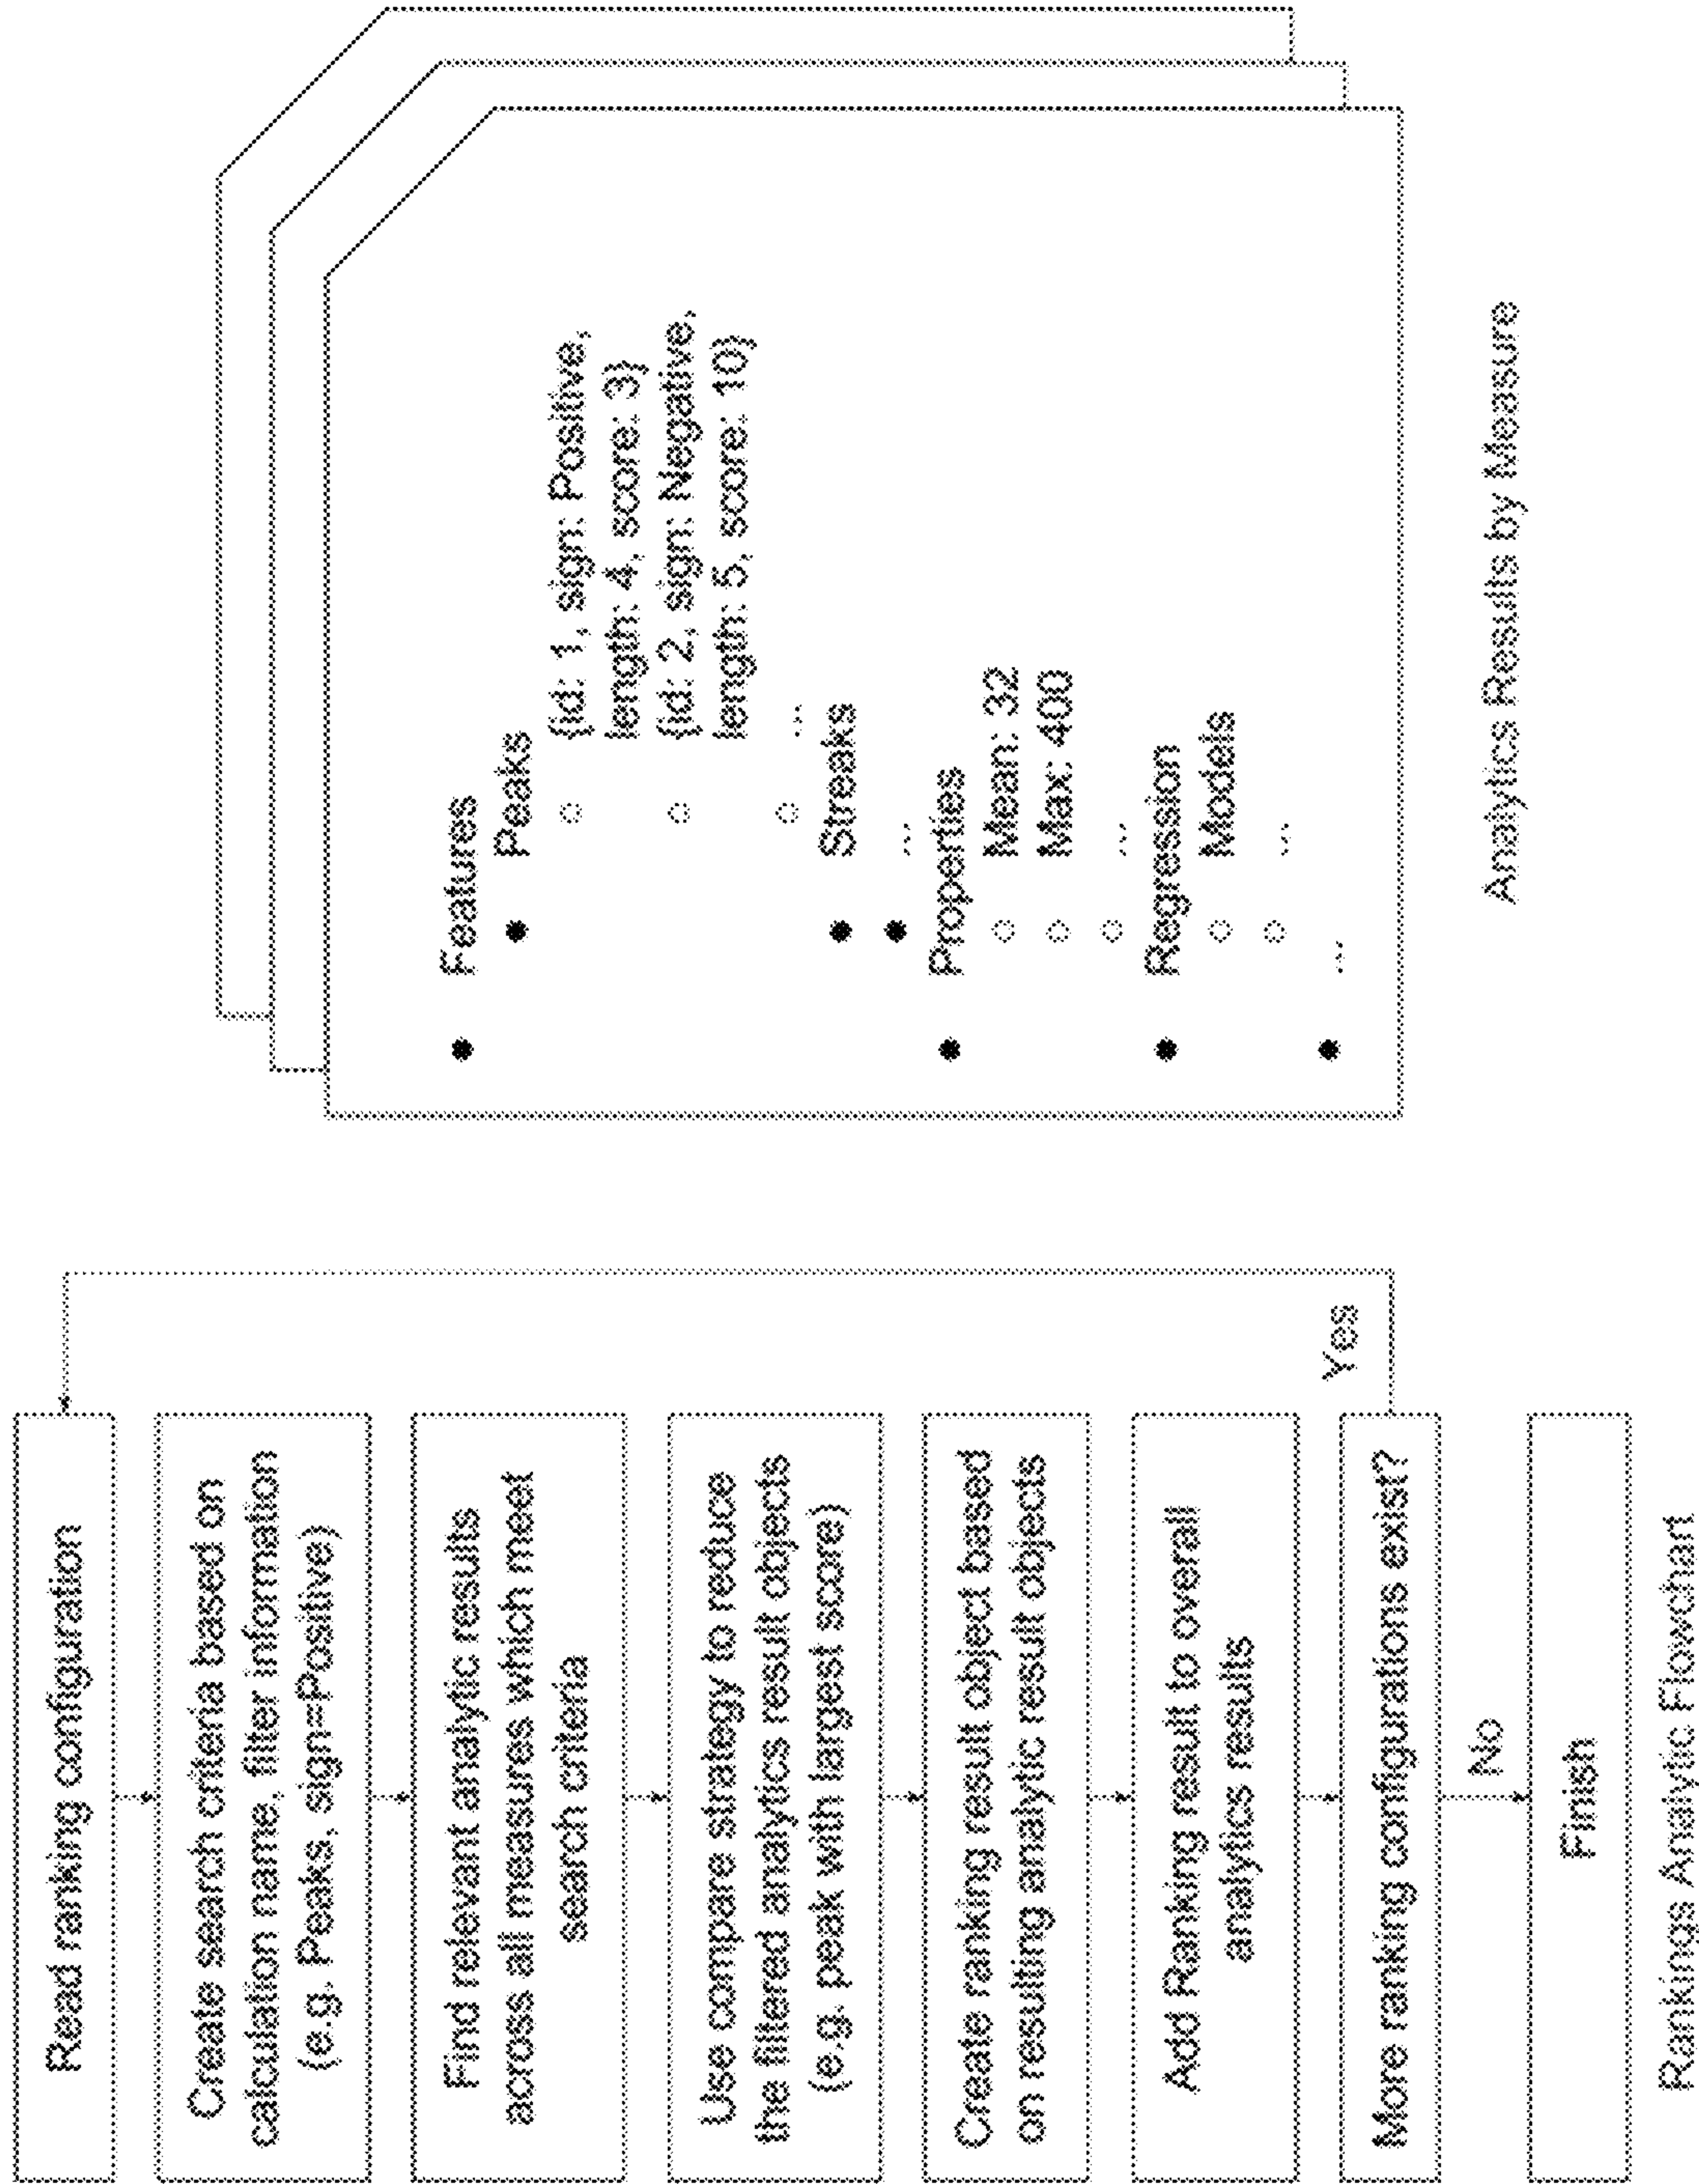 Read ranking configuration
Create search criteria based on
calculation name, filter information
(e.g. Peaks, sign=Positive)
Find relevant analytic results
across all measures which meet
search criteria
Use compare strategy to reduce
the filtered analytics result objects
(e.g. peak with largest score)
Create ranking result object based
on resulting analytic result objects
Add Ranking result to overall
analytics results
More ranking configurations exist?
Yes
No
Finish
Rankings Analytic Flowchart
● Features
● Peaks
○ {id: 1, sign: Positive,
length: 4, score: 3}
○ {id: 2, sign: Negative,
length: 5, score: 10}
○ ...
● Streaks
● ...
● Properties
○ Mean: 32
○ Max: 400
○ ...
● Regression
○ Models
○ ...
● ...
Analytics Results by Measure